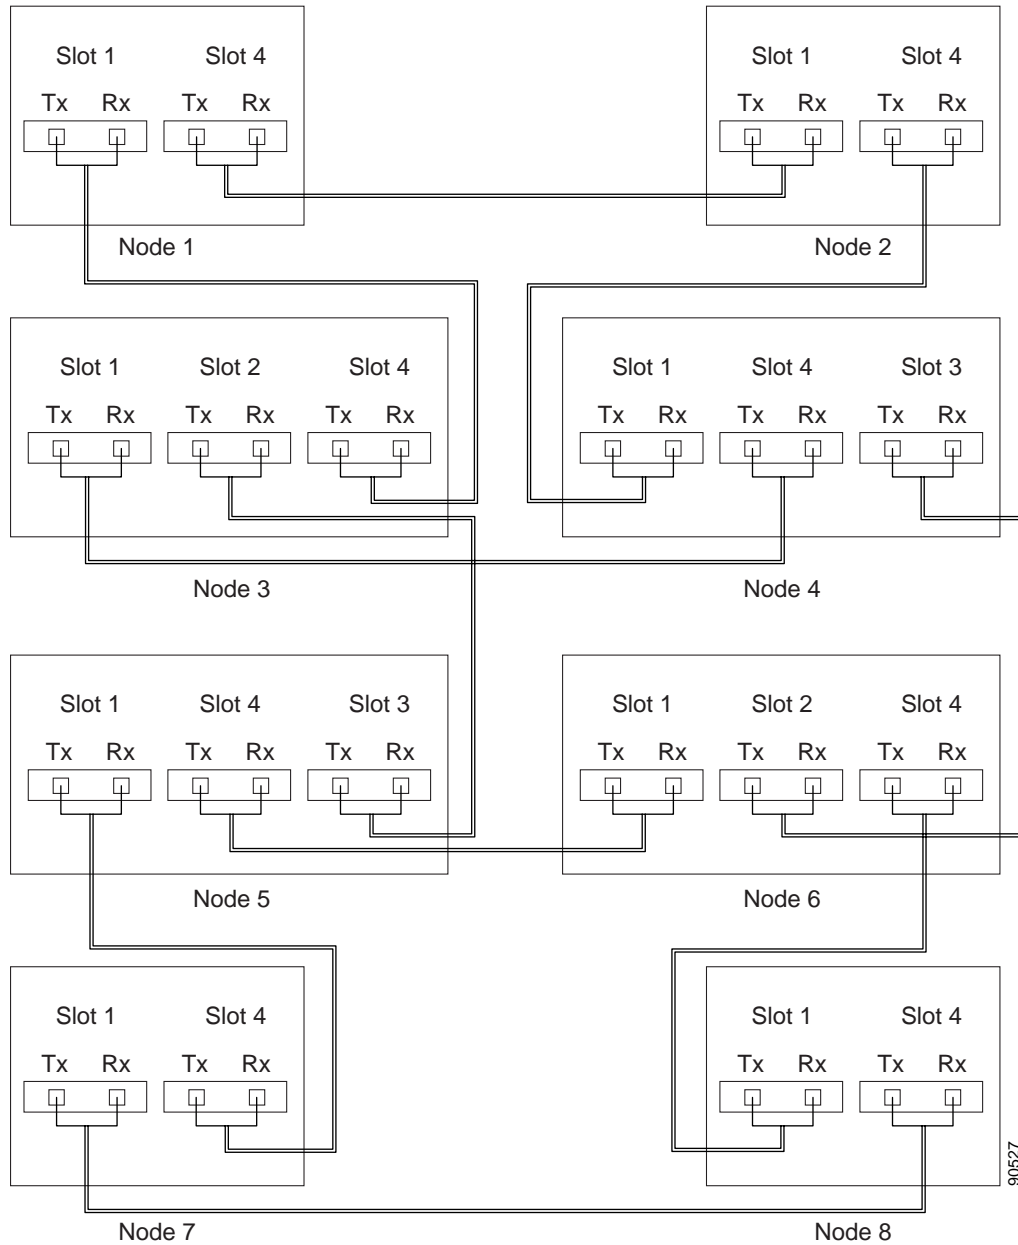 Slot 1 Slot 4 Slot 1 Slot 4
Tx Rx Tx Rx Tx Rx Tx Rx
Node 1 Node 2
Slot 1 Slot 2 Slot 4 Slot 1 Slot 4 Slot 3
Tx Rx Tx Rx Tx Rx Tx Rx Tx Rx Tx Rx
Node 3 Node 4
Slot 1 Slot 4 Slot 3 Slot 1 Slot 2 Slot 4
Tx Rx Tx Rx Tx Rx Tx Rx Tx Rx Tx Rx
Node 5 Node 6
Slot 1 Slot 4 Slot 1 Slot 4
Tx Rx Tx Rx Tx Rx Tx Rx
90527
Node 7 Node 8